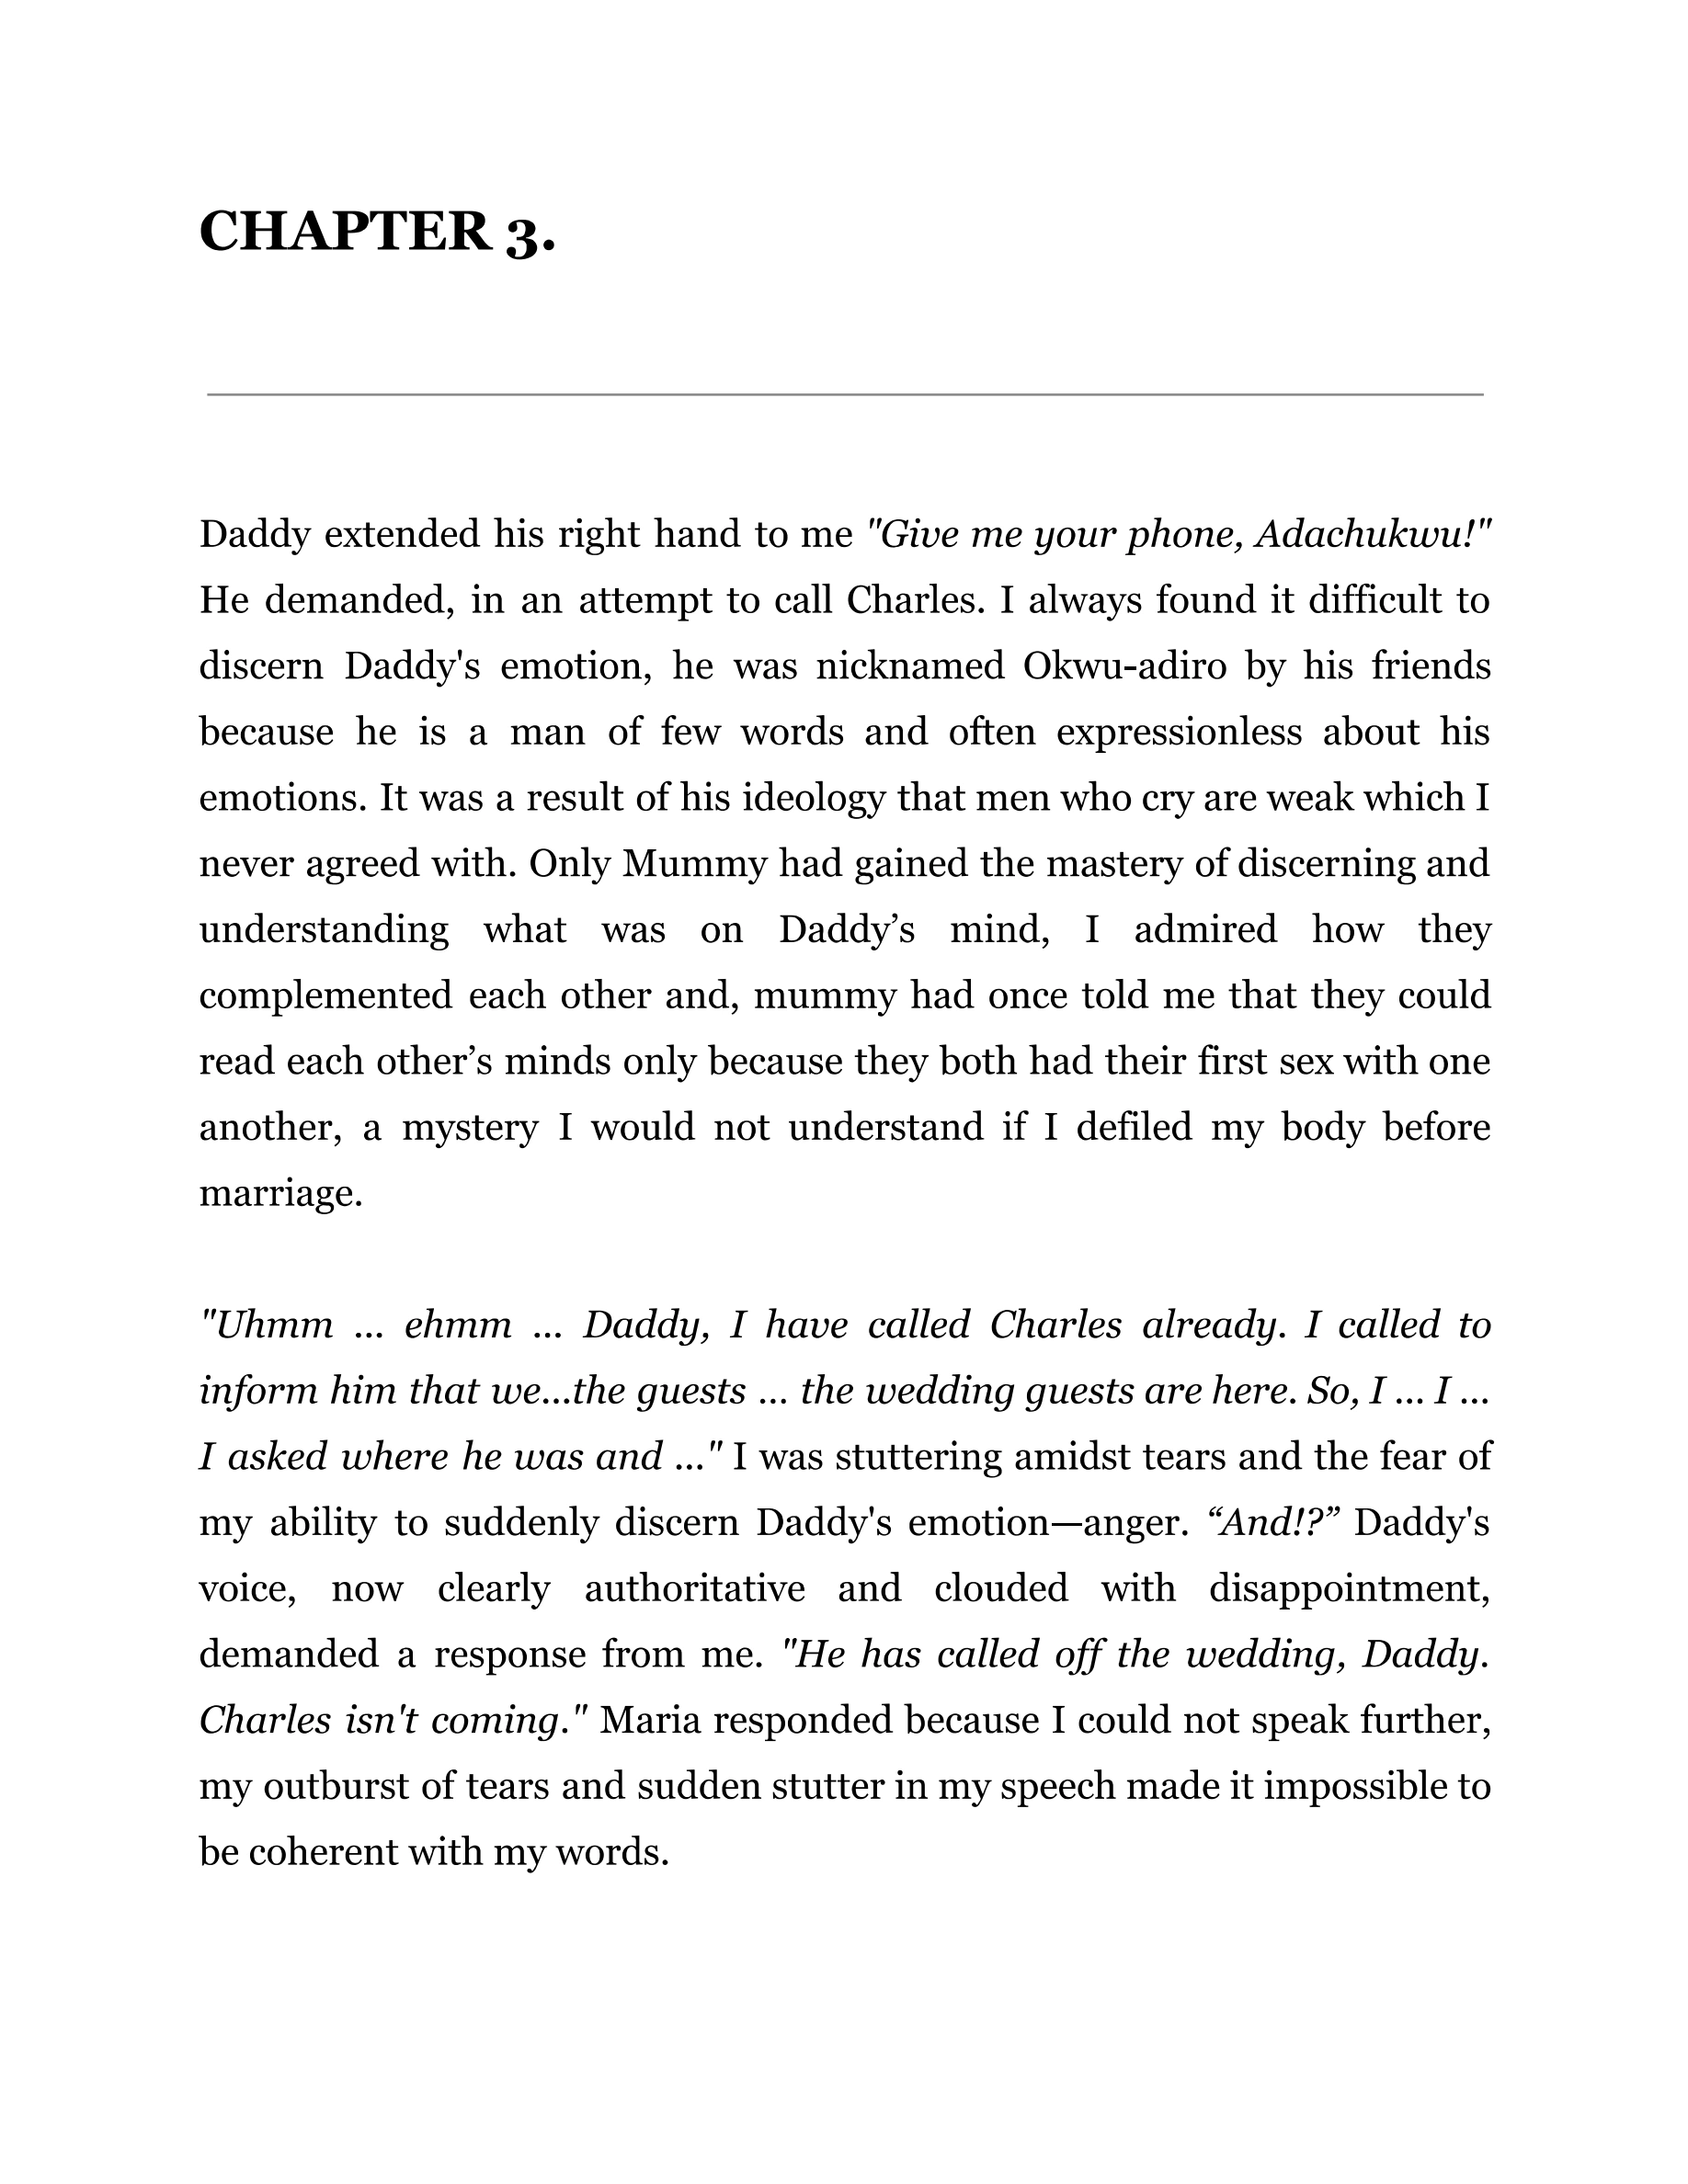 CHAPTER 3.
Daddy extended his right hand to me "Give me your phone, Adachukwu!"
He demanded, in an attempt to call Charles. I always found it difficult to
discern Daddy's emotion, he was nicknamed Okwu-adiro by his friends
because he is a man of few words and often expressionless about his
emotions. It was a result of his ideology that men who cry are weak which I
never agreed with. Only Mummy had gained the mastery of discerning and
understanding what was on Daddy’s mind, I admired how they
complemented each other and, mummy had once told me that they could
read each other’s minds only because they both had their first sex with one
another, a mystery I would not understand if I defiled my body before
marriage.
"Uhmm ... ehmm ... Daddy, I have called Charles already. I called to
inform him that we...the guests ... the wedding guests are here. So, I ... I ...
I asked where he was and ..." I was stuttering amidst tears and the fear of
my ability to suddenly discern Daddy's emotion—anger. “And!?” Daddy's
voice, now clearly authoritative and clouded with disappointment,
demanded a response from me. "He has called off the wedding, Daddy.
Charles isn't coming." Maria responded because I could not speak further,
my outburst of tears and sudden stutter in my speech made it impossible to
be coherent with my words.